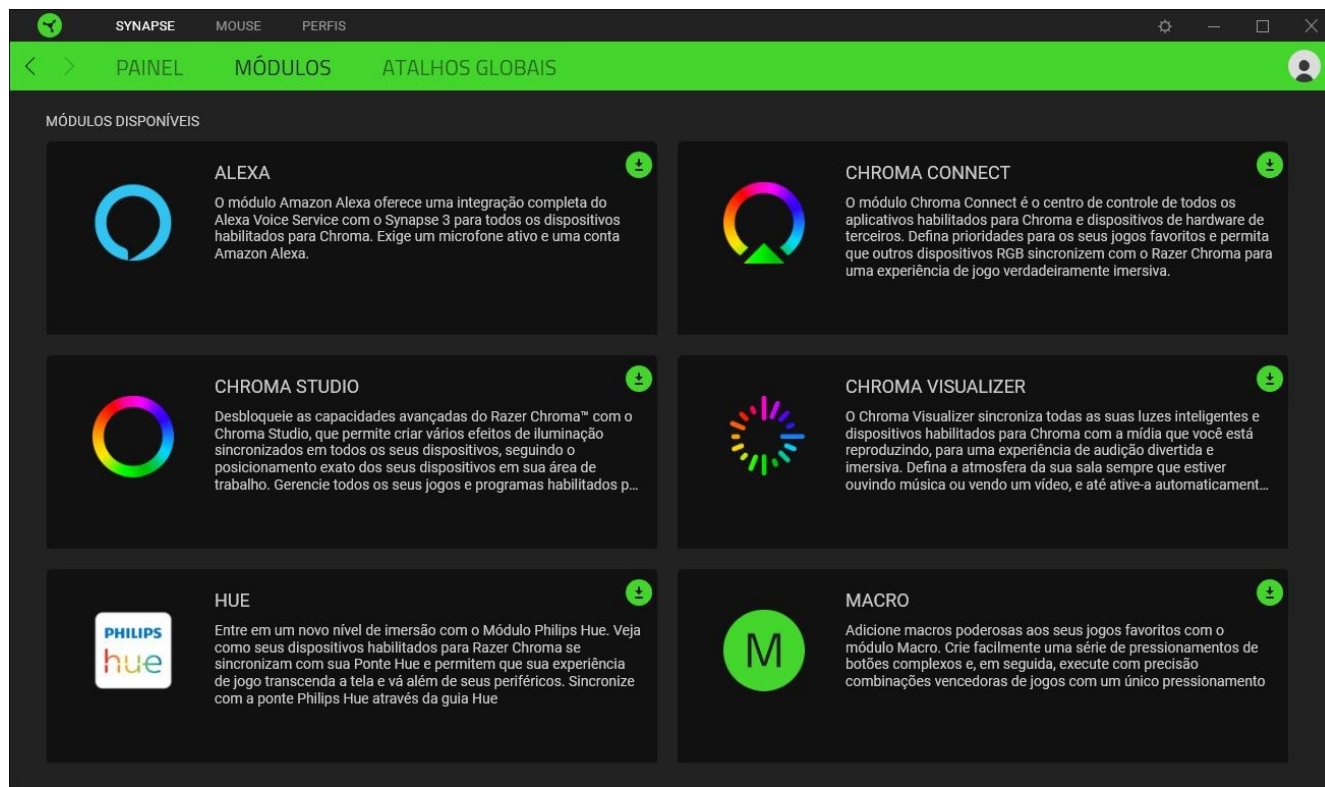 SYNAPSE MOUSE PERFIS
PAINEL MÓDULOS ATALHOS GLOBAIS
MÓDULOS DISPONÍVEIS
ALEXA
O módulo Amazon Alexa oferece uma integração completa do
Alexa Voice Service com o Synapse 3 para todos os dispositivos
habilitados para Chroma. Exige um microfone ativo e uma conta
Amazon Alexa.
CHROMA CONNECT
O módulo Chroma Connect é o centro de controle de todos os
aplicativos habilitados para Chroma e dispositivos de hardware de
terceiros. Defina prioridades para os seus jogos favoritos e permita
que outros dispositivos RGB sincronizem com o Razer Chroma para
uma experiência de jogo verdadeiramente imersiva.
CHROMA STUDIO
Desbloqueie as capacidades avançadas do Razer Chroma™ com o
Chroma Studio, que permite criar vários efeitos de iluminação
sincronizados em todos os seus dispositivos, seguindo o
posicionamento exato dos seus dispositivos em sua área de
trabalho. Gerencie todos os seus jogos e programas habilitados p...
CHROMA VISUALIZER
O Chroma Visualizer sincroniza todas as suas luzes inteligentes e
dispositivos habilitados para Chroma com a mídia que você está
reproduzindo, para uma experiência de audição divertida e
imersiva. Defina a atmosfera da sua sala sempre que estiver
ouvindo música ou vendo um vídeo, e até ative-a automaticament...
PHILIPS
hue
HUE
Entre em um novo nível de imersão com o Módulo Philips Hue. Veja
como seus dispositivos habilitados para Razer Chroma se
sincronizam com sua Ponte Hue e permitem que sua experiência
de jogo transcenda a tela e vá além de seus periféricos. Sincronize
com a ponte Philips Hue através da guia Hue
M
MACRO
Adicione macros poderosas aos seus jogos favoritos com o
módulo Macro. Crie facilmente uma série de pressionamentos de
botões complexos e, em seguida, execute com precisão
combinações vencedoras de jogos com um único pressionamento